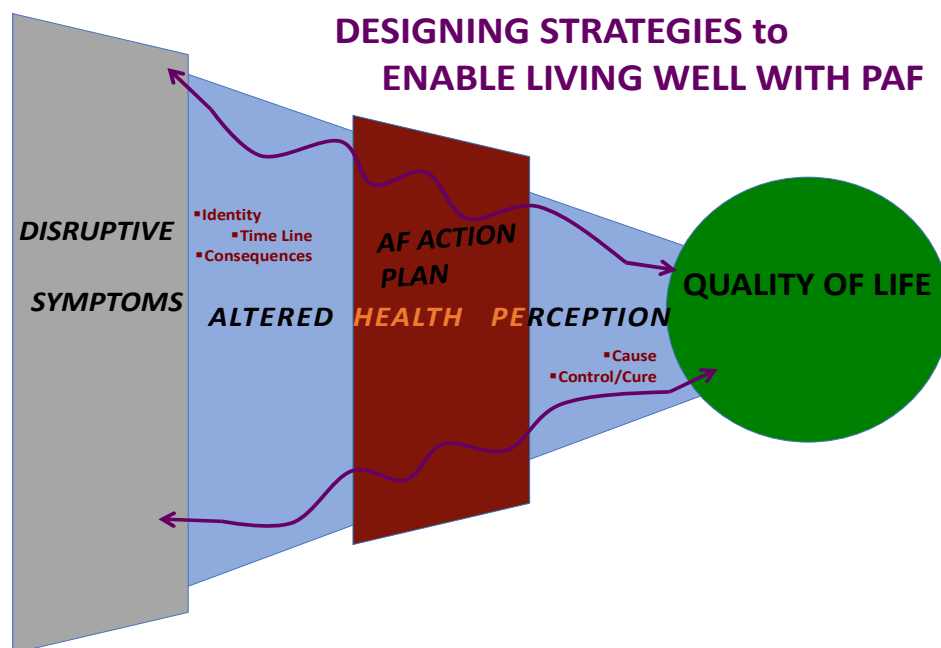 DESIGNING STRATEGIES to
ENABLE LIVING WELL WITH PAF
DISRUPTIVE
SYMPTOMS
▪Identity
▪Time Line
▪Consequences
AF ACTION
PLAN
ALTERED HEALTH PERCEPTION
▪Cause
▪Control/Cure
QUALITY OF LIFE